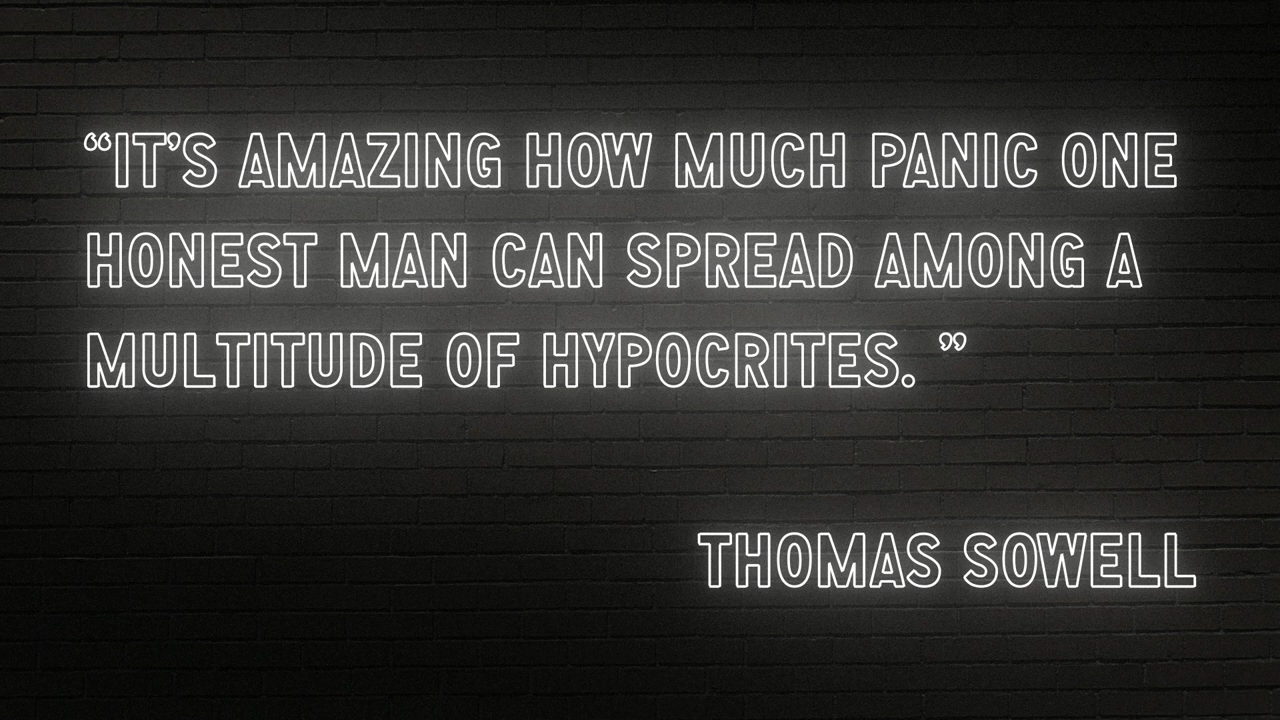 “IT’S AMAZING HOW MUCH PANIC ONE
HONEST MAN CAN SPREAD AMONG A
MULTITUDE OF HYPOCRITES. ”
THOMAS SOWELL